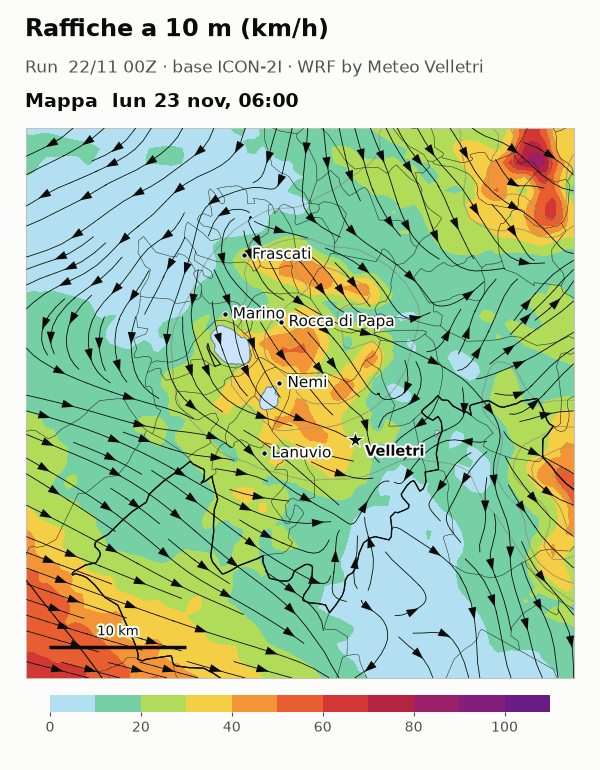 Raffiche a 10 m (km/h)
Run  22/11 00Z · base ICON-2I · WRF by Meteo Velletri
Mappa  lun 23 nov, 06:00
Frascati
Marino
Rocca di Papa
Nemi
Velletri
Lanuvio
10 km
0 20 40 60 80 100